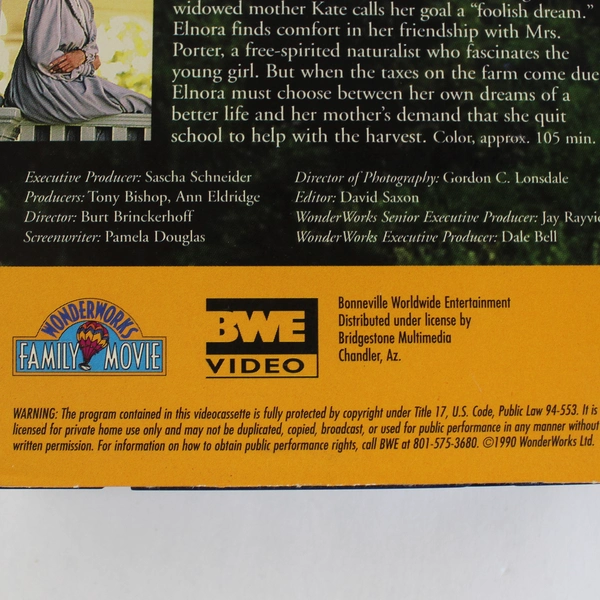 widowed mother Kate calls her goal a “foolish dream.”
Elnora finds comfort in her friendship with Mrs.
Porter, a free-spirited naturalist who fascinates the
young girl. But when the taxes on the farm come due
Elnora must choose between her own dreams of a
better life and her mother’s demand that she quit
school to help with the harvest. Color, approx. 105 min.
Executive Producer: Sascha Schneider
Producers: Tony Bishop, Ann Eldridge
Director: Burt Brinckerhoff
Screenwriter: Pamela Douglas
Director of Photography: Gordon C. Lonsdale
Editor: David Saxon
WonderWorks Senior Executive Producer: Jay
WonderWorks Executive Producer: Dale Bell
WONDERWORKS
FAMILY MOVIE
BWE
VIDEO
Bonneville Worldwide Entertainment
Distributed under license by
Bridgestone Multimedia
Chandler, Az.
WARNING: The program contained in this videocassette is fully protected by copyright under Title 17, U.S. Code, Public Law 94-553. It is
licensed for private home use only and may not be duplicated, copied, broadcast, or used for public performance in any manner without
written permission. For information on how to obtain public performance rights, call BWE at 801-575-3680. ©1990 WonderWorks Ltd.